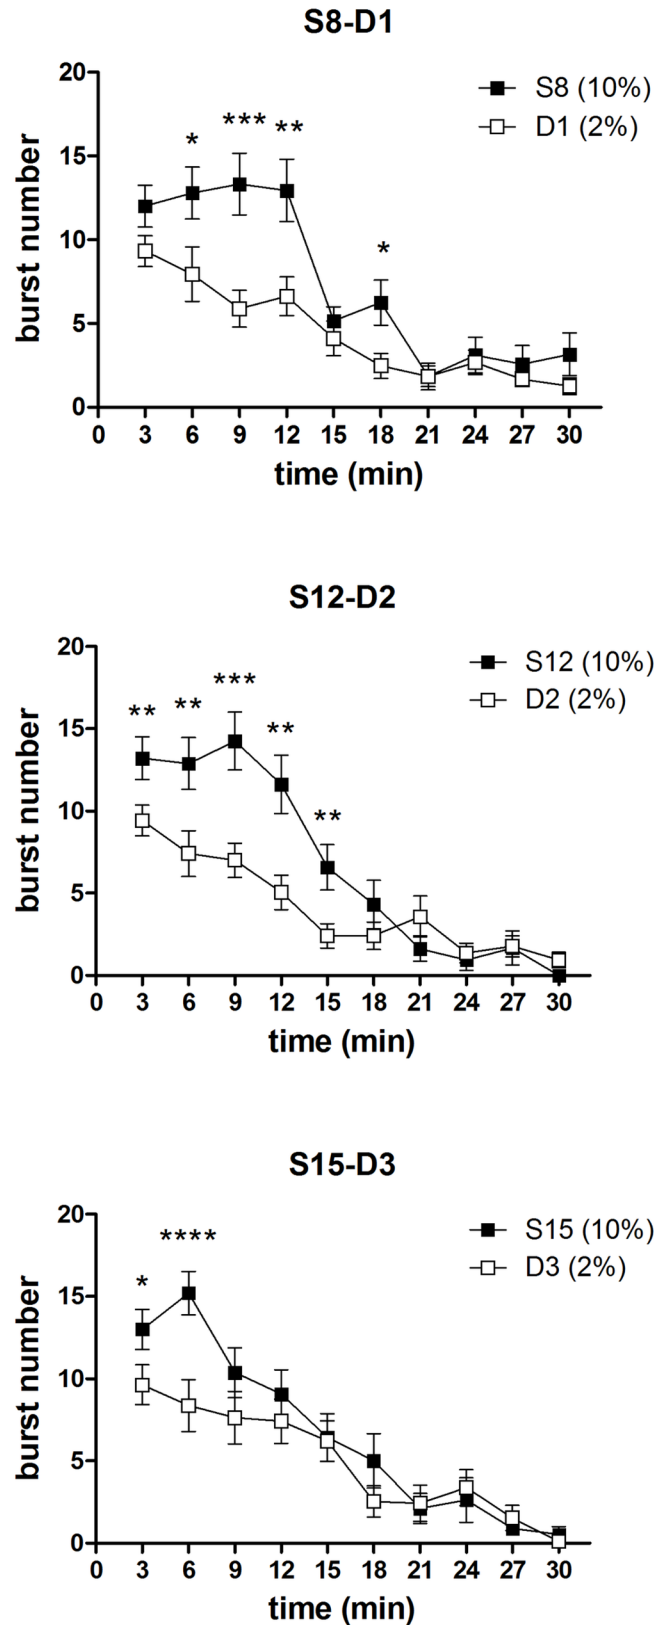 S8-D1
20
S8 (10%)
D1 (2%)
* *** ** *
15
10
5
0
burst number
0 3 6 9 12 15 18 21 24 27 30
time (min)
S12-D2
20
S12 (10%)
D2 (2%)
** ** *** ** **
15
10
5
0
burst number
0 3 6 9 12 15 18 21 24 27 30
time (min)
S15-D3
20
S15 (10%)
D3 (2%)
* ****
15
10
5
0
burst number
0 3 6 9 12 15 18 21 24 27 30
time (min)